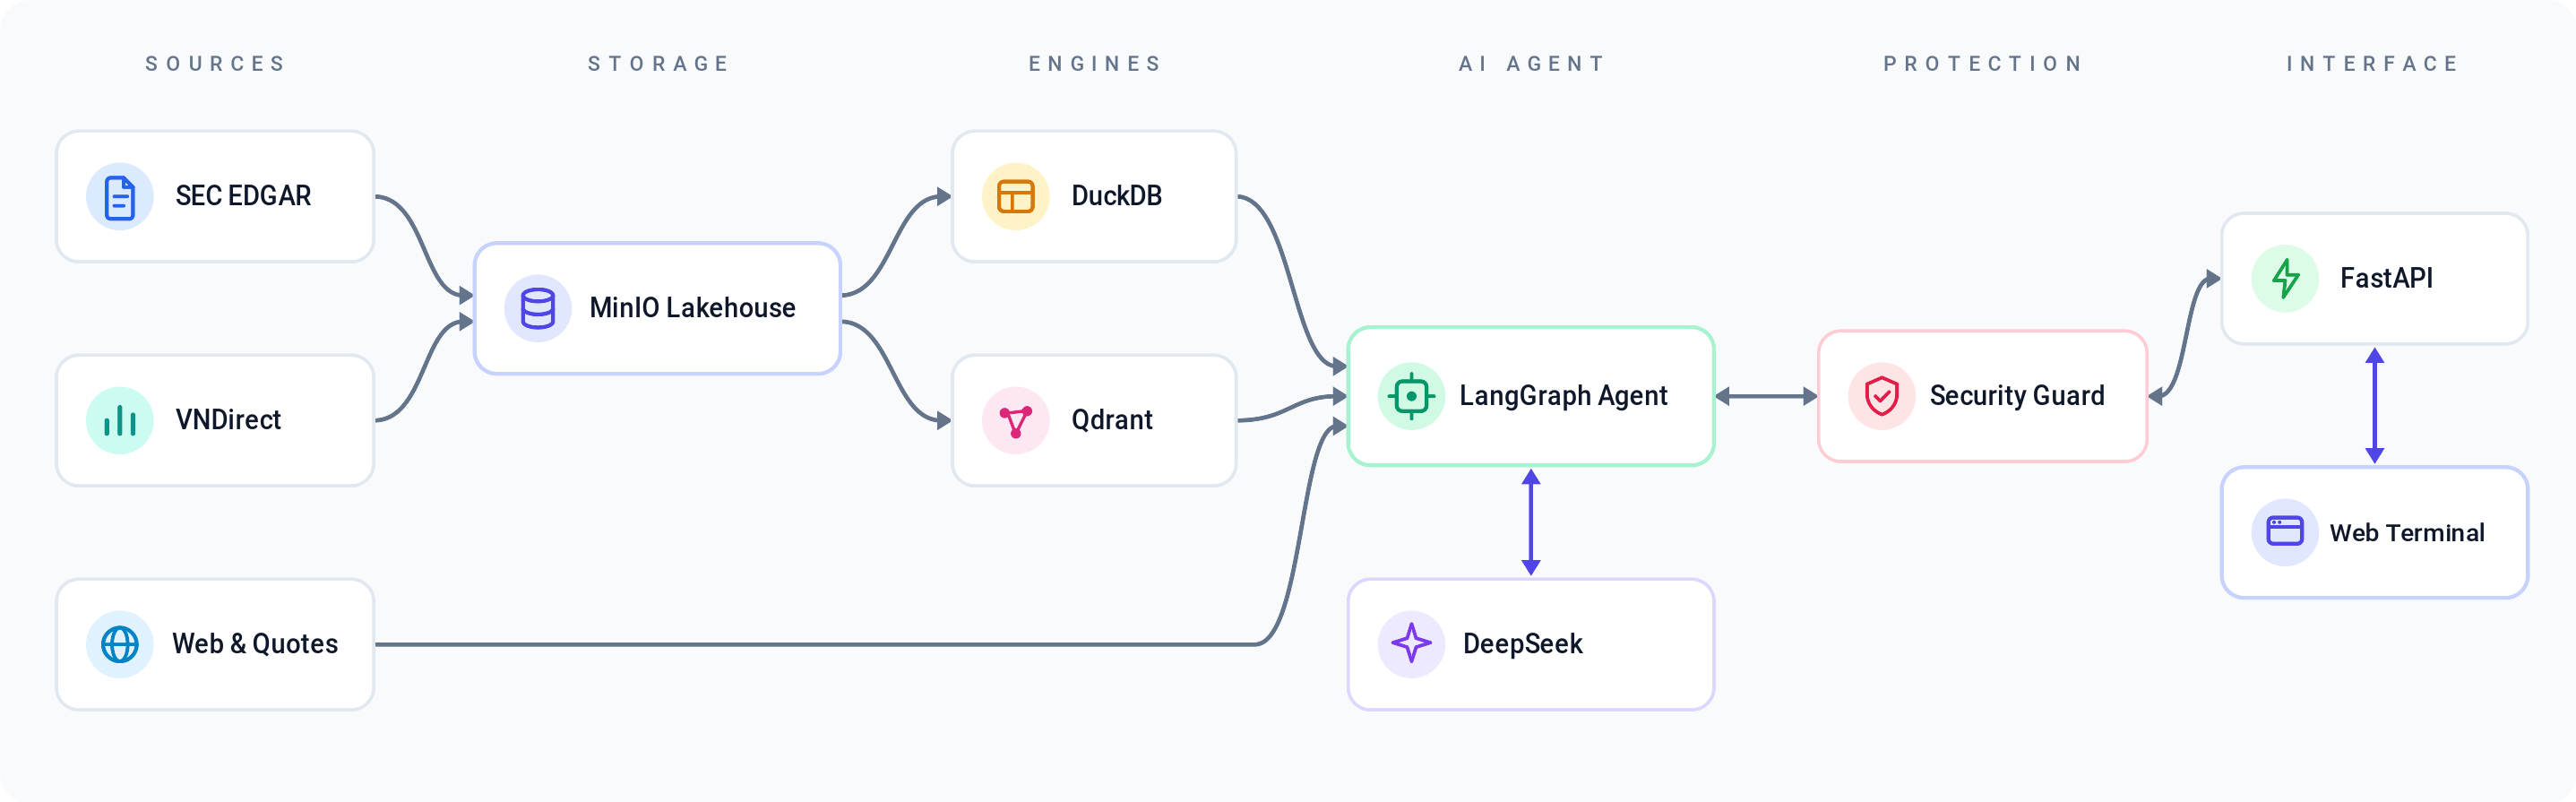 SOURCES
STORAGE
ENGINES
AI AGENT
PROTECTION
INTERFACE
SEC EDGAR
DuckDB
FastAPI
MinIO Lakehouse
LangGraph Agent
Security Guard
VNDirect
Qdrant
Web Terminal
Web & Quotes
DeepSeek